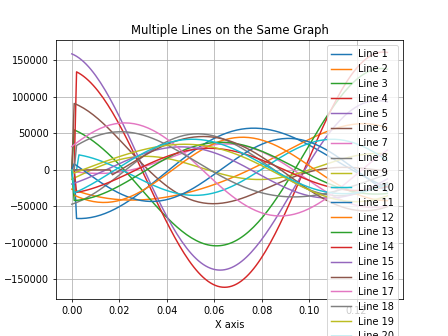 Multiple Lines on the Same Graph
150000
100000
50000
0
−50000
−100000
−150000
0.00
0.02
0.04
0.06
0.08
0.10
X axis
Line 1
Line 2
Line 3
Line 4
Line 5
Line 6
Line 7
Line 8
Line 9
Line 10
Line 11
Line 12
Line 13
Line 14
Line 15
Line 16
Line 17
Line 18
Line 19
Line 20